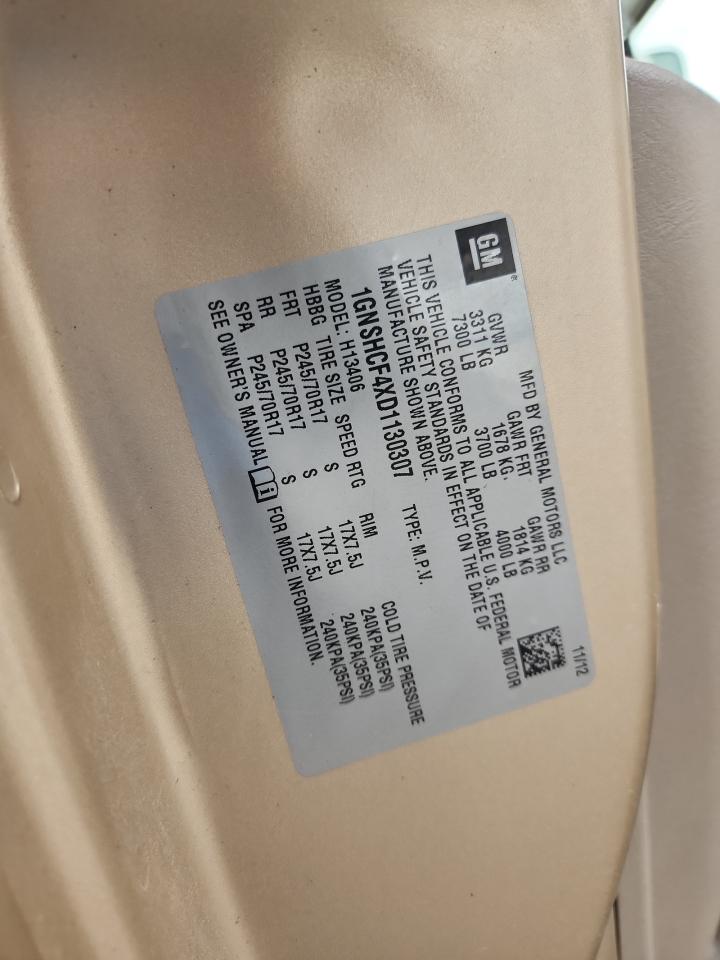 GM
MFD BY GENERAL MOTORS LLC 11/12
GVWR GAWR FRT GAWR RR
3311 KG 1678 KG. 1814 KG
7300 LB 3700 LB 4000 LB
THIS VEHICLE CONFORMS TO ALL APPLICABLE U.S. FEDERAL MOTOR
VEHICLE SAFETY STANDARDS IN EFFECT ON THE DATE OF
MANUFACTURE SHOWN ABOVE.
1GNSHCF4XD1130307 TYPE: M.P.V.
MODEL: H13406
HBBG TIRE SIZE SPEED RTG RIM COLD TIRE PRESSURE
FRT P245/70R17 S 17X7.5J 240KPA(35PSI)
RR P245/70R17 S 17X7.5J 240KPA(35PSI)
SPA P245/70R17 S 17X7.5J 240KPA(35PSI)
SEE OWNER'S MANUAL i FOR MORE INFORMATION.